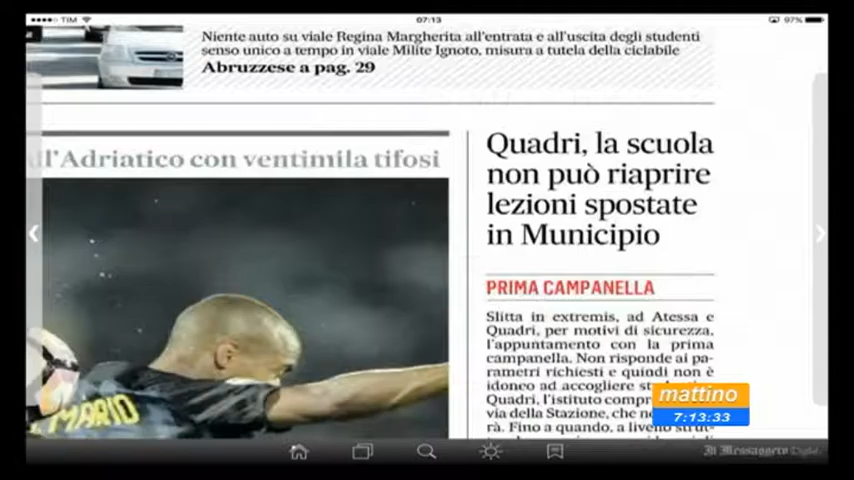 TIM
07:13
97%
Niente auto su viale Regina Margherita all'entrata e all'uscita degli studenti
senso unico a tempo in viale Milite Ignoto, misura a tutela della ciclabile
Abruzzese a pag. 29
all'Adriatico con ventimila tifosi
Quadri, la scuola
non può riaprire
lezioni spostate
in Municipio
PRIMA CAMPANELLA
Slitta in extremis, ad Atessa e
Quadri, per motivi di sicurezza,
l'appuntamento con la prima
campanella. Non risponde ai pa-
rametri richiesti e quindi non è
idoneo ad accogliere
Quadri, l'istituto
via della Stazione, che
rà. Fino a quando, a livello
MARIO
mattino
7:13:33
Il Messaggero Digital